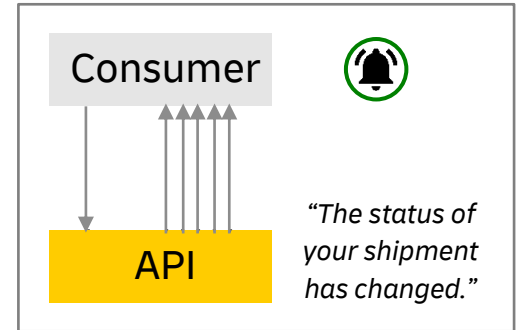 Consumer
API
“The status of
your shipment
has changed.”